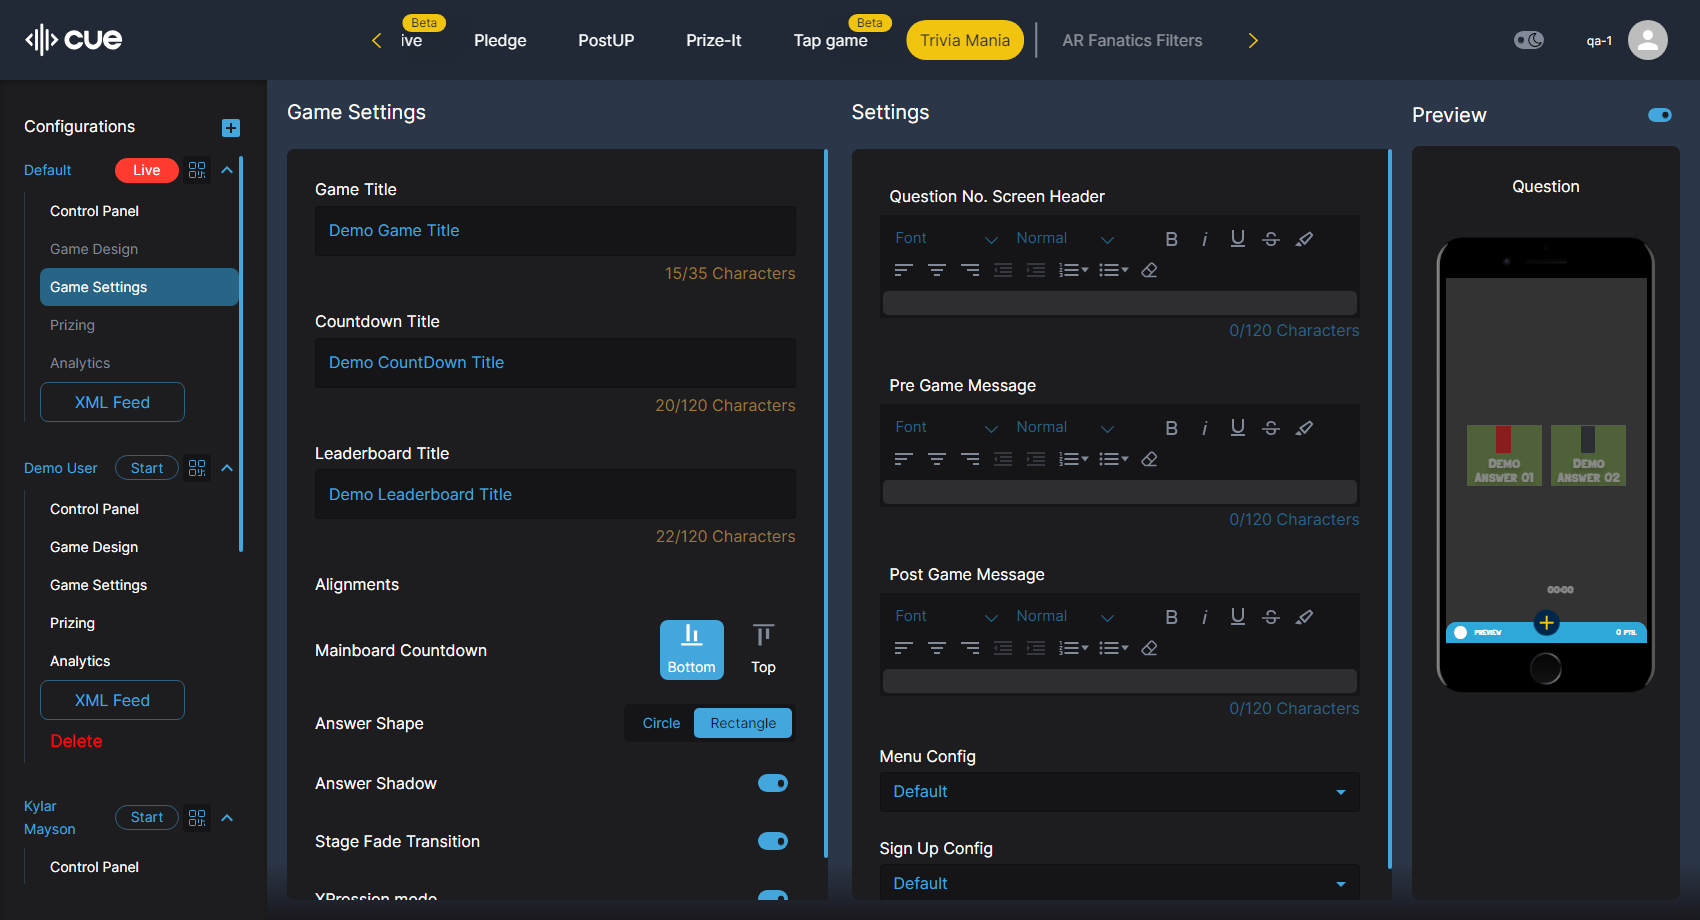 cue
Beta
ive
Pledge
PostUP
Prize-It
Beta
Tap game
Trivia Mania
AR Fanatics Filters
qa-1
Configurations
Default
Live
Control Panel
Game Design
Game Settings
Prizing
Analytics
XML Feed
Demo User
Start
Control Panel
Game Design
Game Settings
Prizing
Analytics
XML Feed
Delete
Kylar
Mayson
Start
Control Panel
Game Settings
Game Title
Demo Game Title
15/35 Characters
Countdown Title
Demo CountDown Title
20/120 Characters
Leaderboard Title
Demo Leaderboard Title
22/120 Characters
Alignments
Mainboard Countdown
Bottom
Top
Answer Shape
Circle
Rectangle
Answer Shadow
Stage Fade Transition
XPression mode
Settings
Question No. Screen Header
Font
Normal
B i U S
0/120 Characters
Pre Game Message
Font
Normal
B i U S
0/120 Characters
Post Game Message
Font
Normal
B i U S
0/120 Characters
Menu Config
Default
Sign Up Config
Default
Preview
Question
DEMO
ANSWER 01
DEMO
ANSWER 02
00:00
PREVIEW
0 PTS.